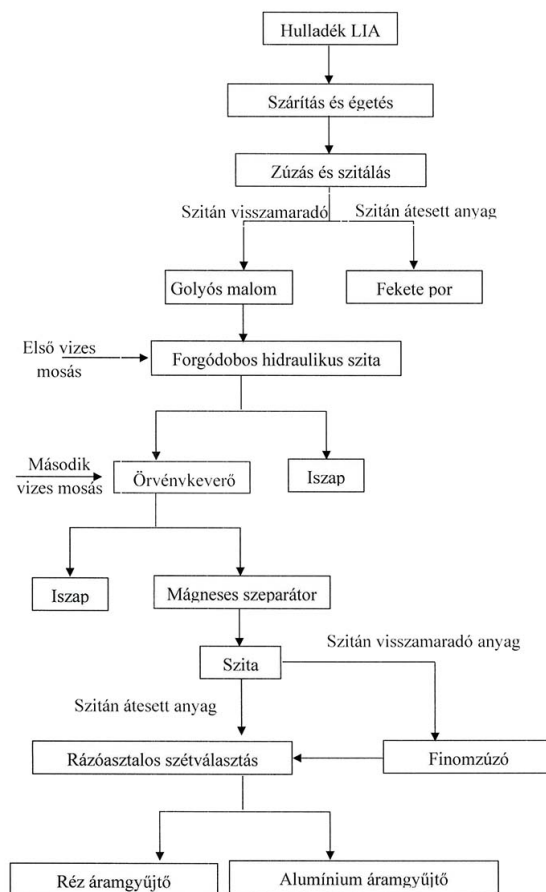 Hulladék LIA
Szárítás és égetés
Zúzás és szitálás
Szitán visszamaradó
Szitán átesett anyag
Golyós malom
Fekete por
Első vizes
mosás
Forgódobos hidraulikus szita
Második
vizes mosás
Örvénykeverő
Iszap
Iszap
Mágneses szeparátor
Szitán visszamaradó anyag
Szita
Szitán átesett anyag
Rázóasztalos szétválasztás
Finomzúzó
Réz áramgyűjtő
Alumínium áramgyűjtő